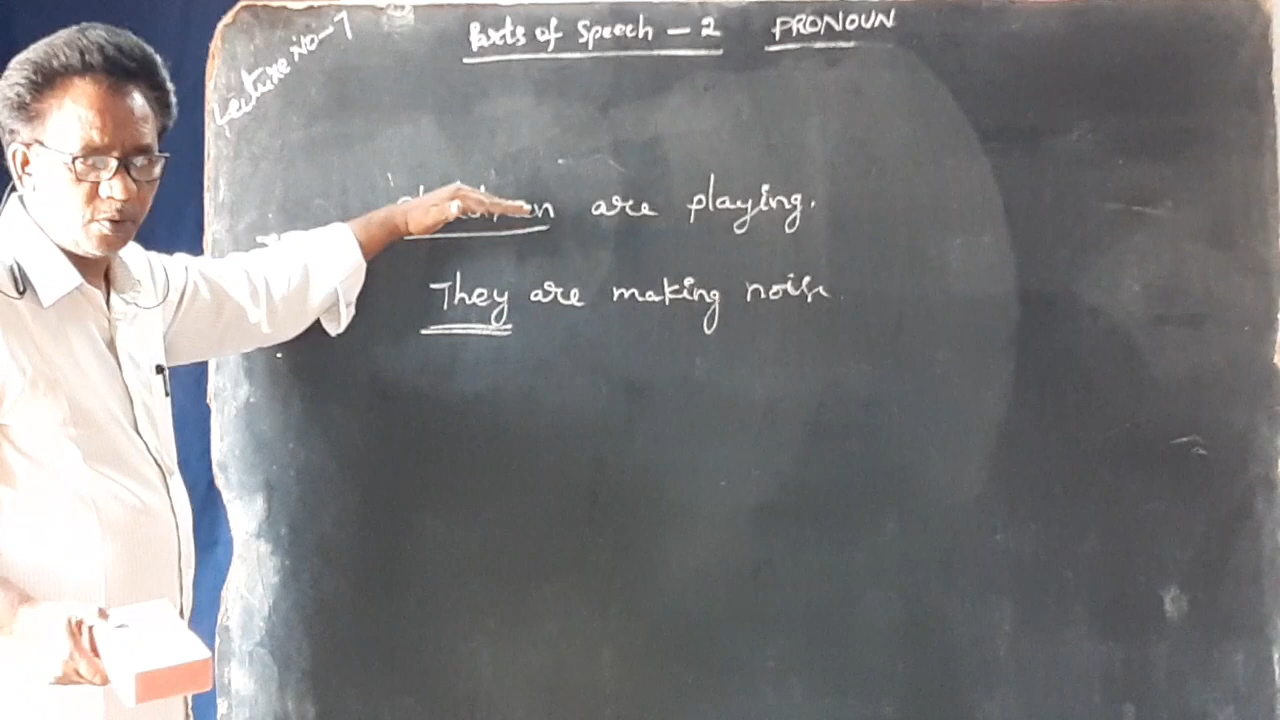 Lecture No-7
Parts of Speech - 2 PRONOUN
are playing.
They are making noise